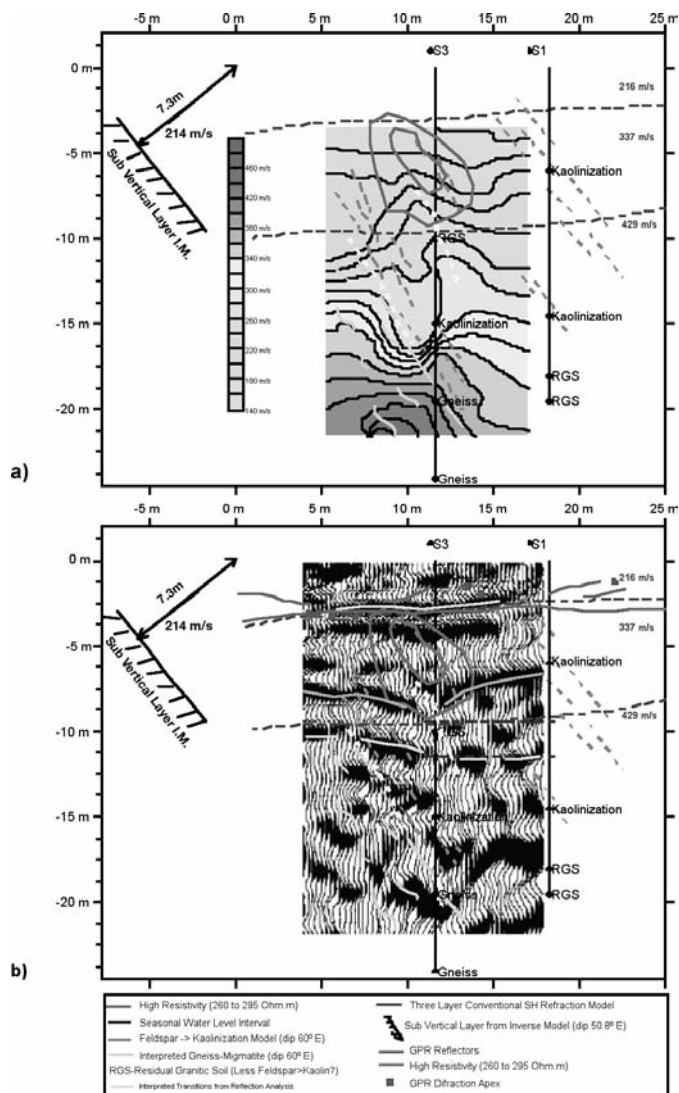 -5 m 0 m 5 m 10 m 15 m 20 m 25 m
S3 S1
0 m
7.3m
214 m/s
216 m/s
337 m/s
Sub Vertical Layer I.M.
-5 m
460 m/s
Kaolinization
420 m/s
380 m/s
429 m/s
-10 m
RGS
340 m/s
300 m/s
260 m/s
-15 m
Kaolinization
Kaolinization
220 m/s
180 m/s
RGS
140 m/s
-20 m
Gneiss
RGS
a)
Gneiss
-5 m 0 m 5 m 10 m 15 m 20 m 25 m
0 m
S3 S1
7.3m
214 m/s
216 m/s
337 m/s
Sub Vertical Layer I.M.
-5 m
Kaolinization
429 m/s
-10 m
RGS
-15 m
Kaolinization
Kaolinization
RGS
-20 m
Gneiss
RGS
b)
Gneiss
High Resistivity (260 to 295 Ohm.m)
Seasonal Water Level Interval
Feldspar -> Kaolinization Model (dip 60º E)
Interpreted Gneiss-Migmatite (dip 60º E)
RGS-Residual Granitic Soil (Less Feldspar>Kaolin?)
Interpreted Transitions from Reflection Analysis
Three Layer Conventional SH Refraction Model
Sub Vertical Layer from Inverse Model (dip 50.8º E)
GPR Reflectors
High Resistivity (260 to 295 Ohm.m)
GPR Difraction Apex